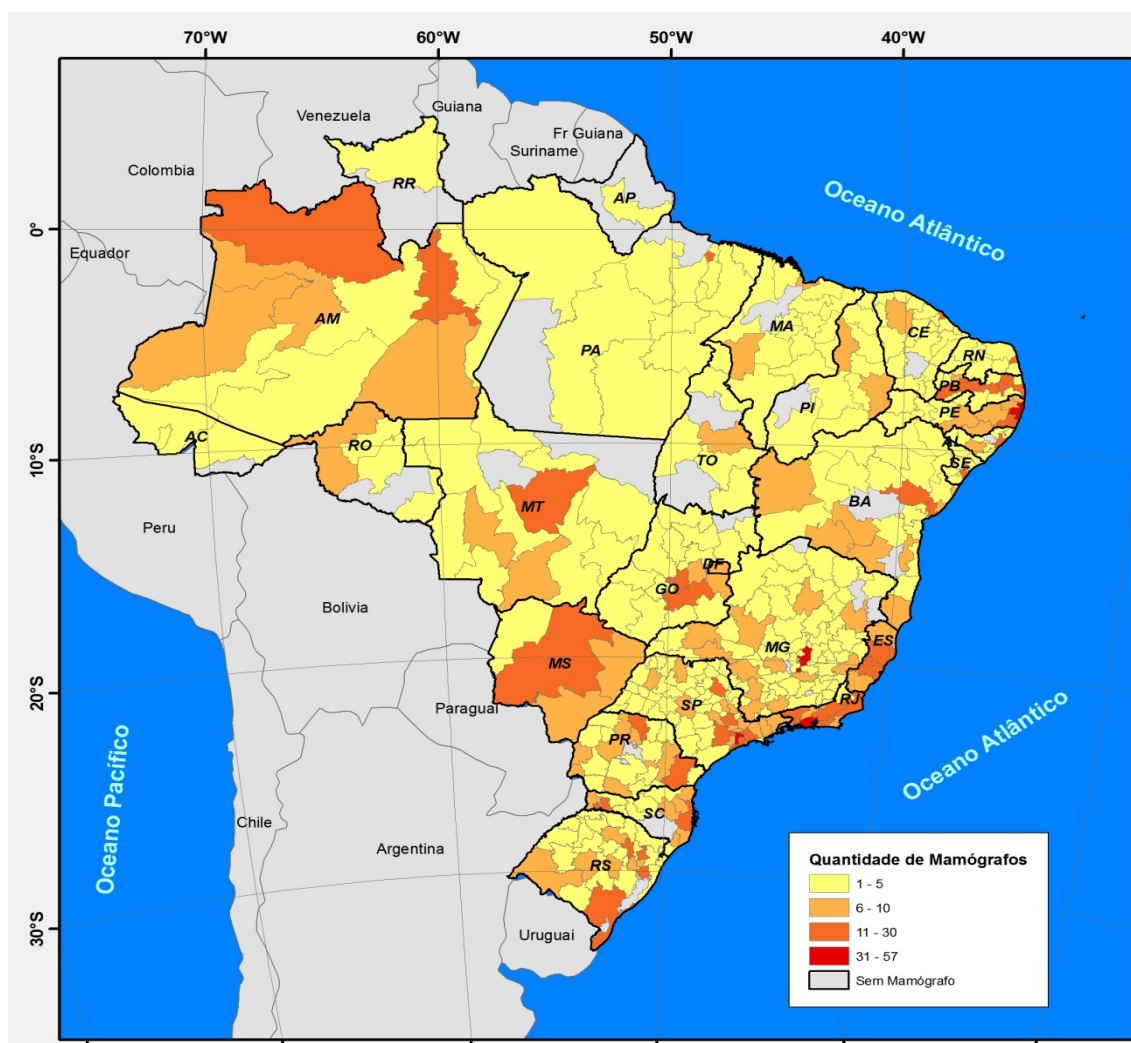 70°W 60°W 50°W 40°W
Venezuela
Guiana
Fr Guiana
Suriname
Colombia
RR
AP
Oceano Atlântico
0°
Equador
AM
PA
MA
CE
RN
PB
PI
PE
AC
AL
RO
SE
10°S
TO
BA
MT
Peru
DF
GO
Bolivia
MG
ES
MS
20°S
RJ
Paraguai
SP
PR
Oceano Atlântico
Oceano Pacífico
SC
Chile
Argentina
RS
Quantidade de Mamógrafos
1 - 5
6 - 10
11 - 30
31 - 57
Sem Mamógrafo
30°S
Uruguai